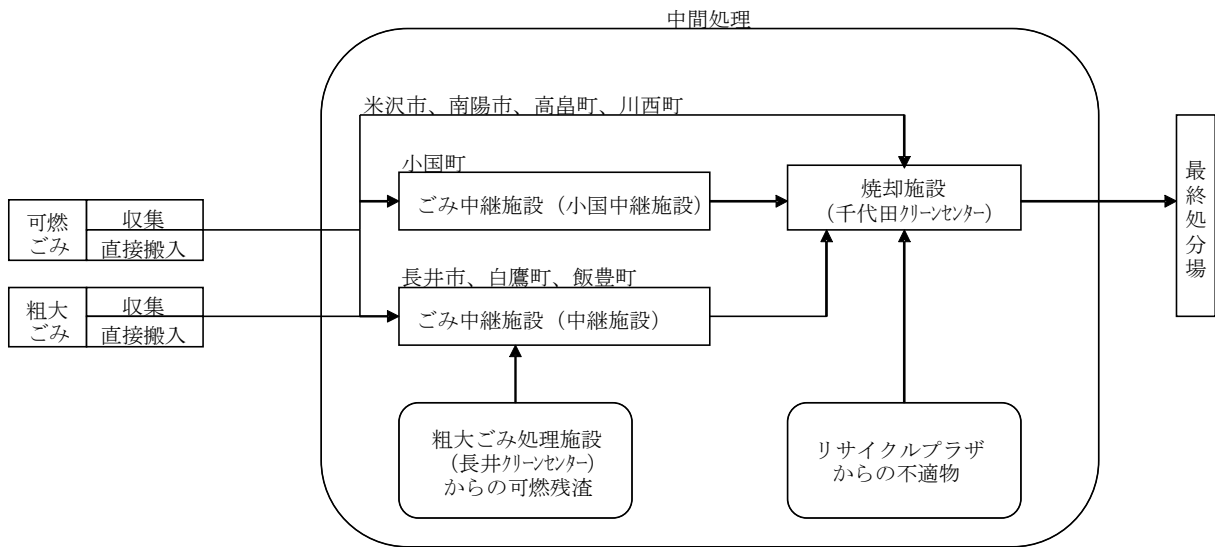 中間処理
米沢市、南陽市、高畠町、川西町
小国町
ごみ中継施設（小国中継施設）
焼却施設
（千代田ｸﾘｰﾝｾﾝﾀｰ）
最終処分場
可燃
ごみ
収集
直接搬入
長井市、白鷹町、飯豊町
ごみ中継施設（中継施設）
粗大
ごみ
収集
直接搬入
粗大ごみ処理施設
（長井ｸﾘｰﾝｾﾝﾀｰ）
からの可燃残渣
リサイクルプラザ
からの不適物